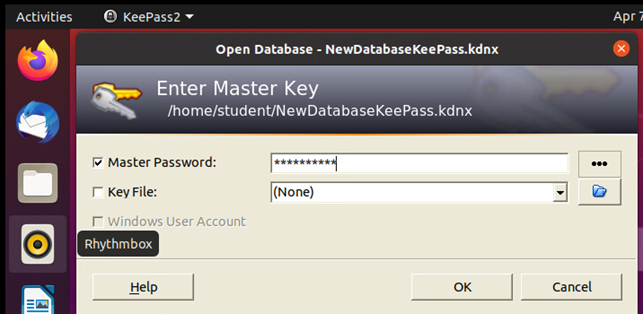 Activities KeePass2 Apr 7
Open Database - NewDatabaseKeePass.kdnx
Enter Master Key
/home/student/NewDatabaseKeePass.kdnx
Master Password: **********
Key File: (None)
Windows User Account
Rhythmbox
Help OK Cancel